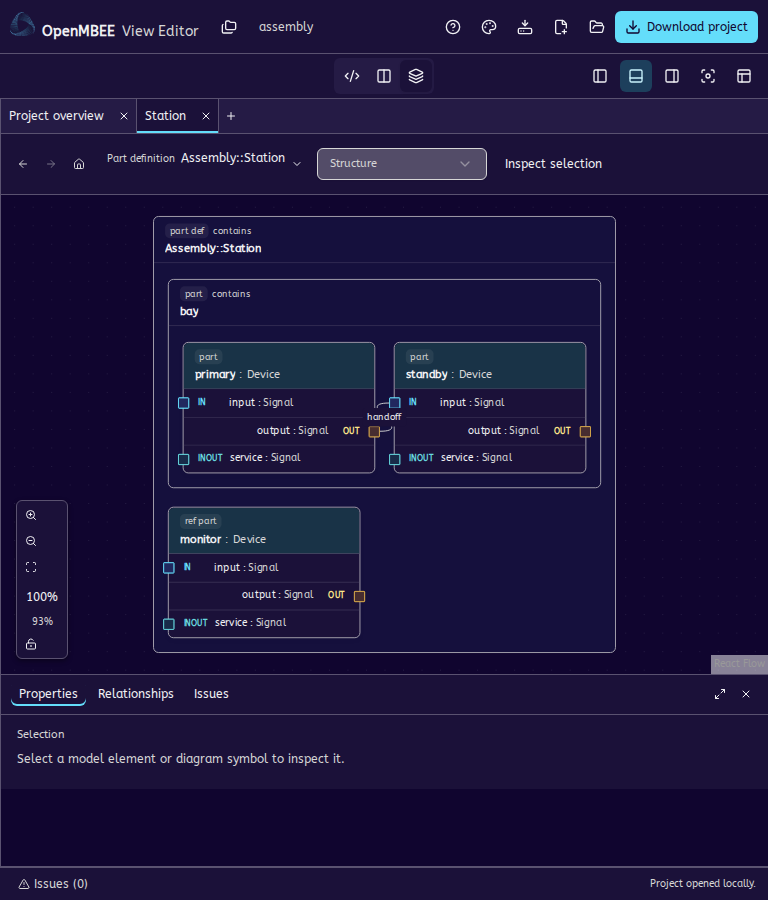 OpenMBEE View Editor assembly Download project
Project overview Station
Part definition Assembly::Station Structure Inspect selection
part def contains
Assembly::Station
part contains
bay
part part
primary : Device standby : Device
IN input : Signal IN input : Signal
handoff
output : Signal OUT output : Signal OUT
INOUT service : Signal INOUT service : Signal
ref part
monitor : Device
IN input : Signal
output : Signal OUT
INOUT service : Signal
100%
93%
React Flow
Properties Relationships Issues
Selection
Select a model element or diagram symbol to inspect it.
Issues (0) Project opened locally.